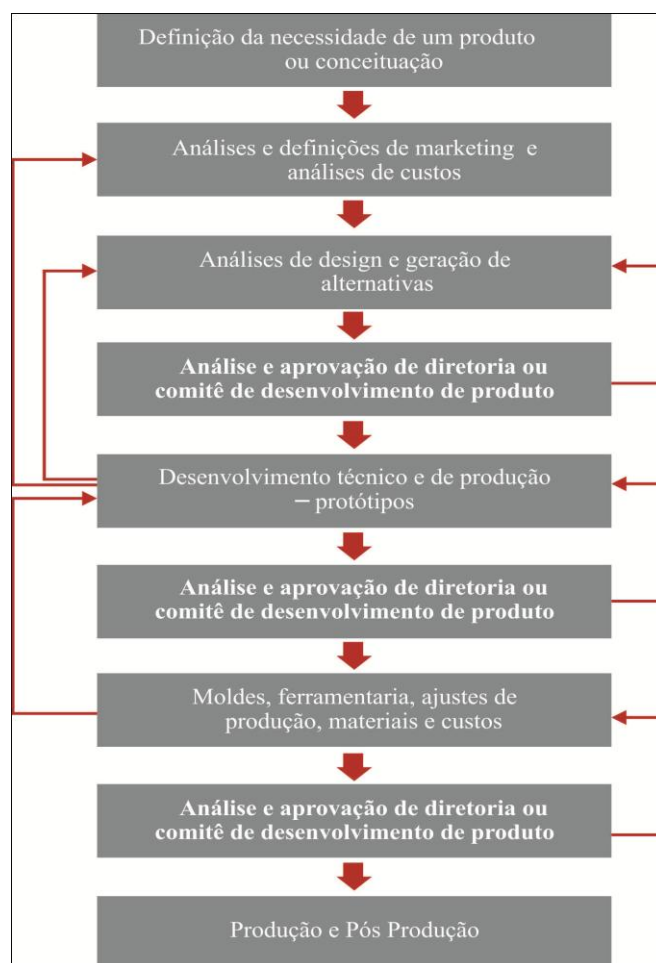 Definição da necessidade de um produto
ou conceituação
Análises e definições de marketing e
análises de custos
Análises de design e geração de
alternativas
Análise e aprovação de diretoria ou
comitê de desenvolvimento de produto
Desenvolvimento técnico e de produção
– protótipos
Análise e aprovação de diretoria ou
comitê de desenvolvimento de produto
Moldes, ferramentaria, ajustes de
produção, materiais e custos
Análise e aprovação de diretoria ou
comitê de desenvolvimento de produto
Produção e Pós Produção